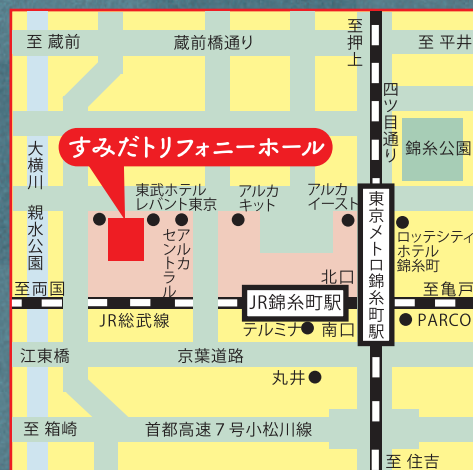 至 蔵前
蔵前橋通り
至押上
至 平井
四ツ目通り
錦糸公園
すみだトリフォニーホール
大横川 親水公園
東武ホテル
レバント東京
アルカ
セントラル
アルカ
キット
アルカ
イースト
東京メトロ錦糸町駅
ロッテシティ
ホテル
錦糸町
北口
至両国
JR錦糸町駅
至亀戸
JR総武線
テルミナ
南口
PARCO
江東橋
京葉道路
丸井
至 箱崎
首都高速7号小松川線
至 住吉